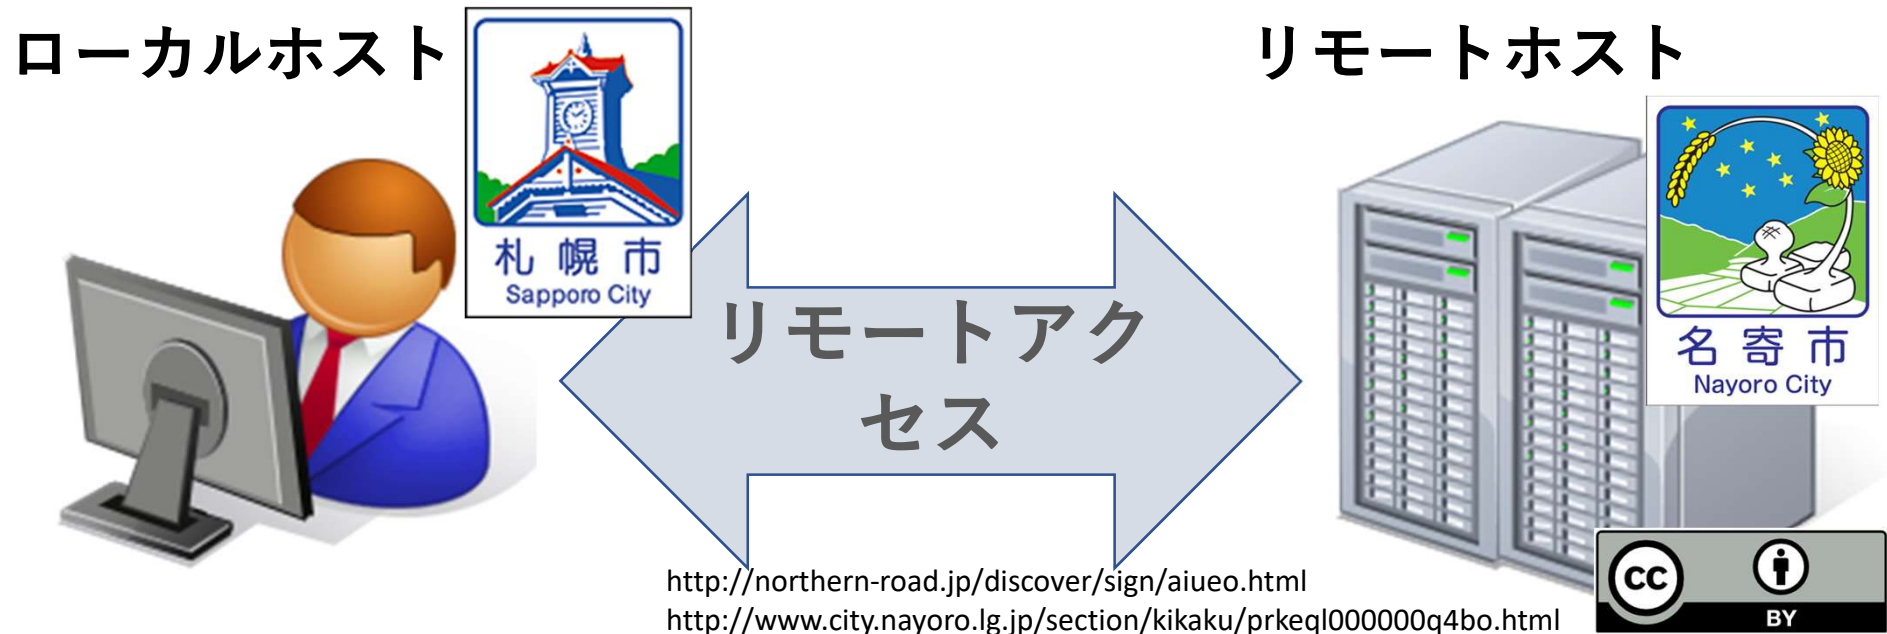 ローカルホスト
リモートホスト
札幌市
Sapporo City
名寄市
Nayoro City
リモートアク
セス
http://northern-road.jp/discover/sign/aiueo.html
http://www.city.nayoro.lg.jp/section/kikaku/prkeql000000q4bo.html
cc
BY